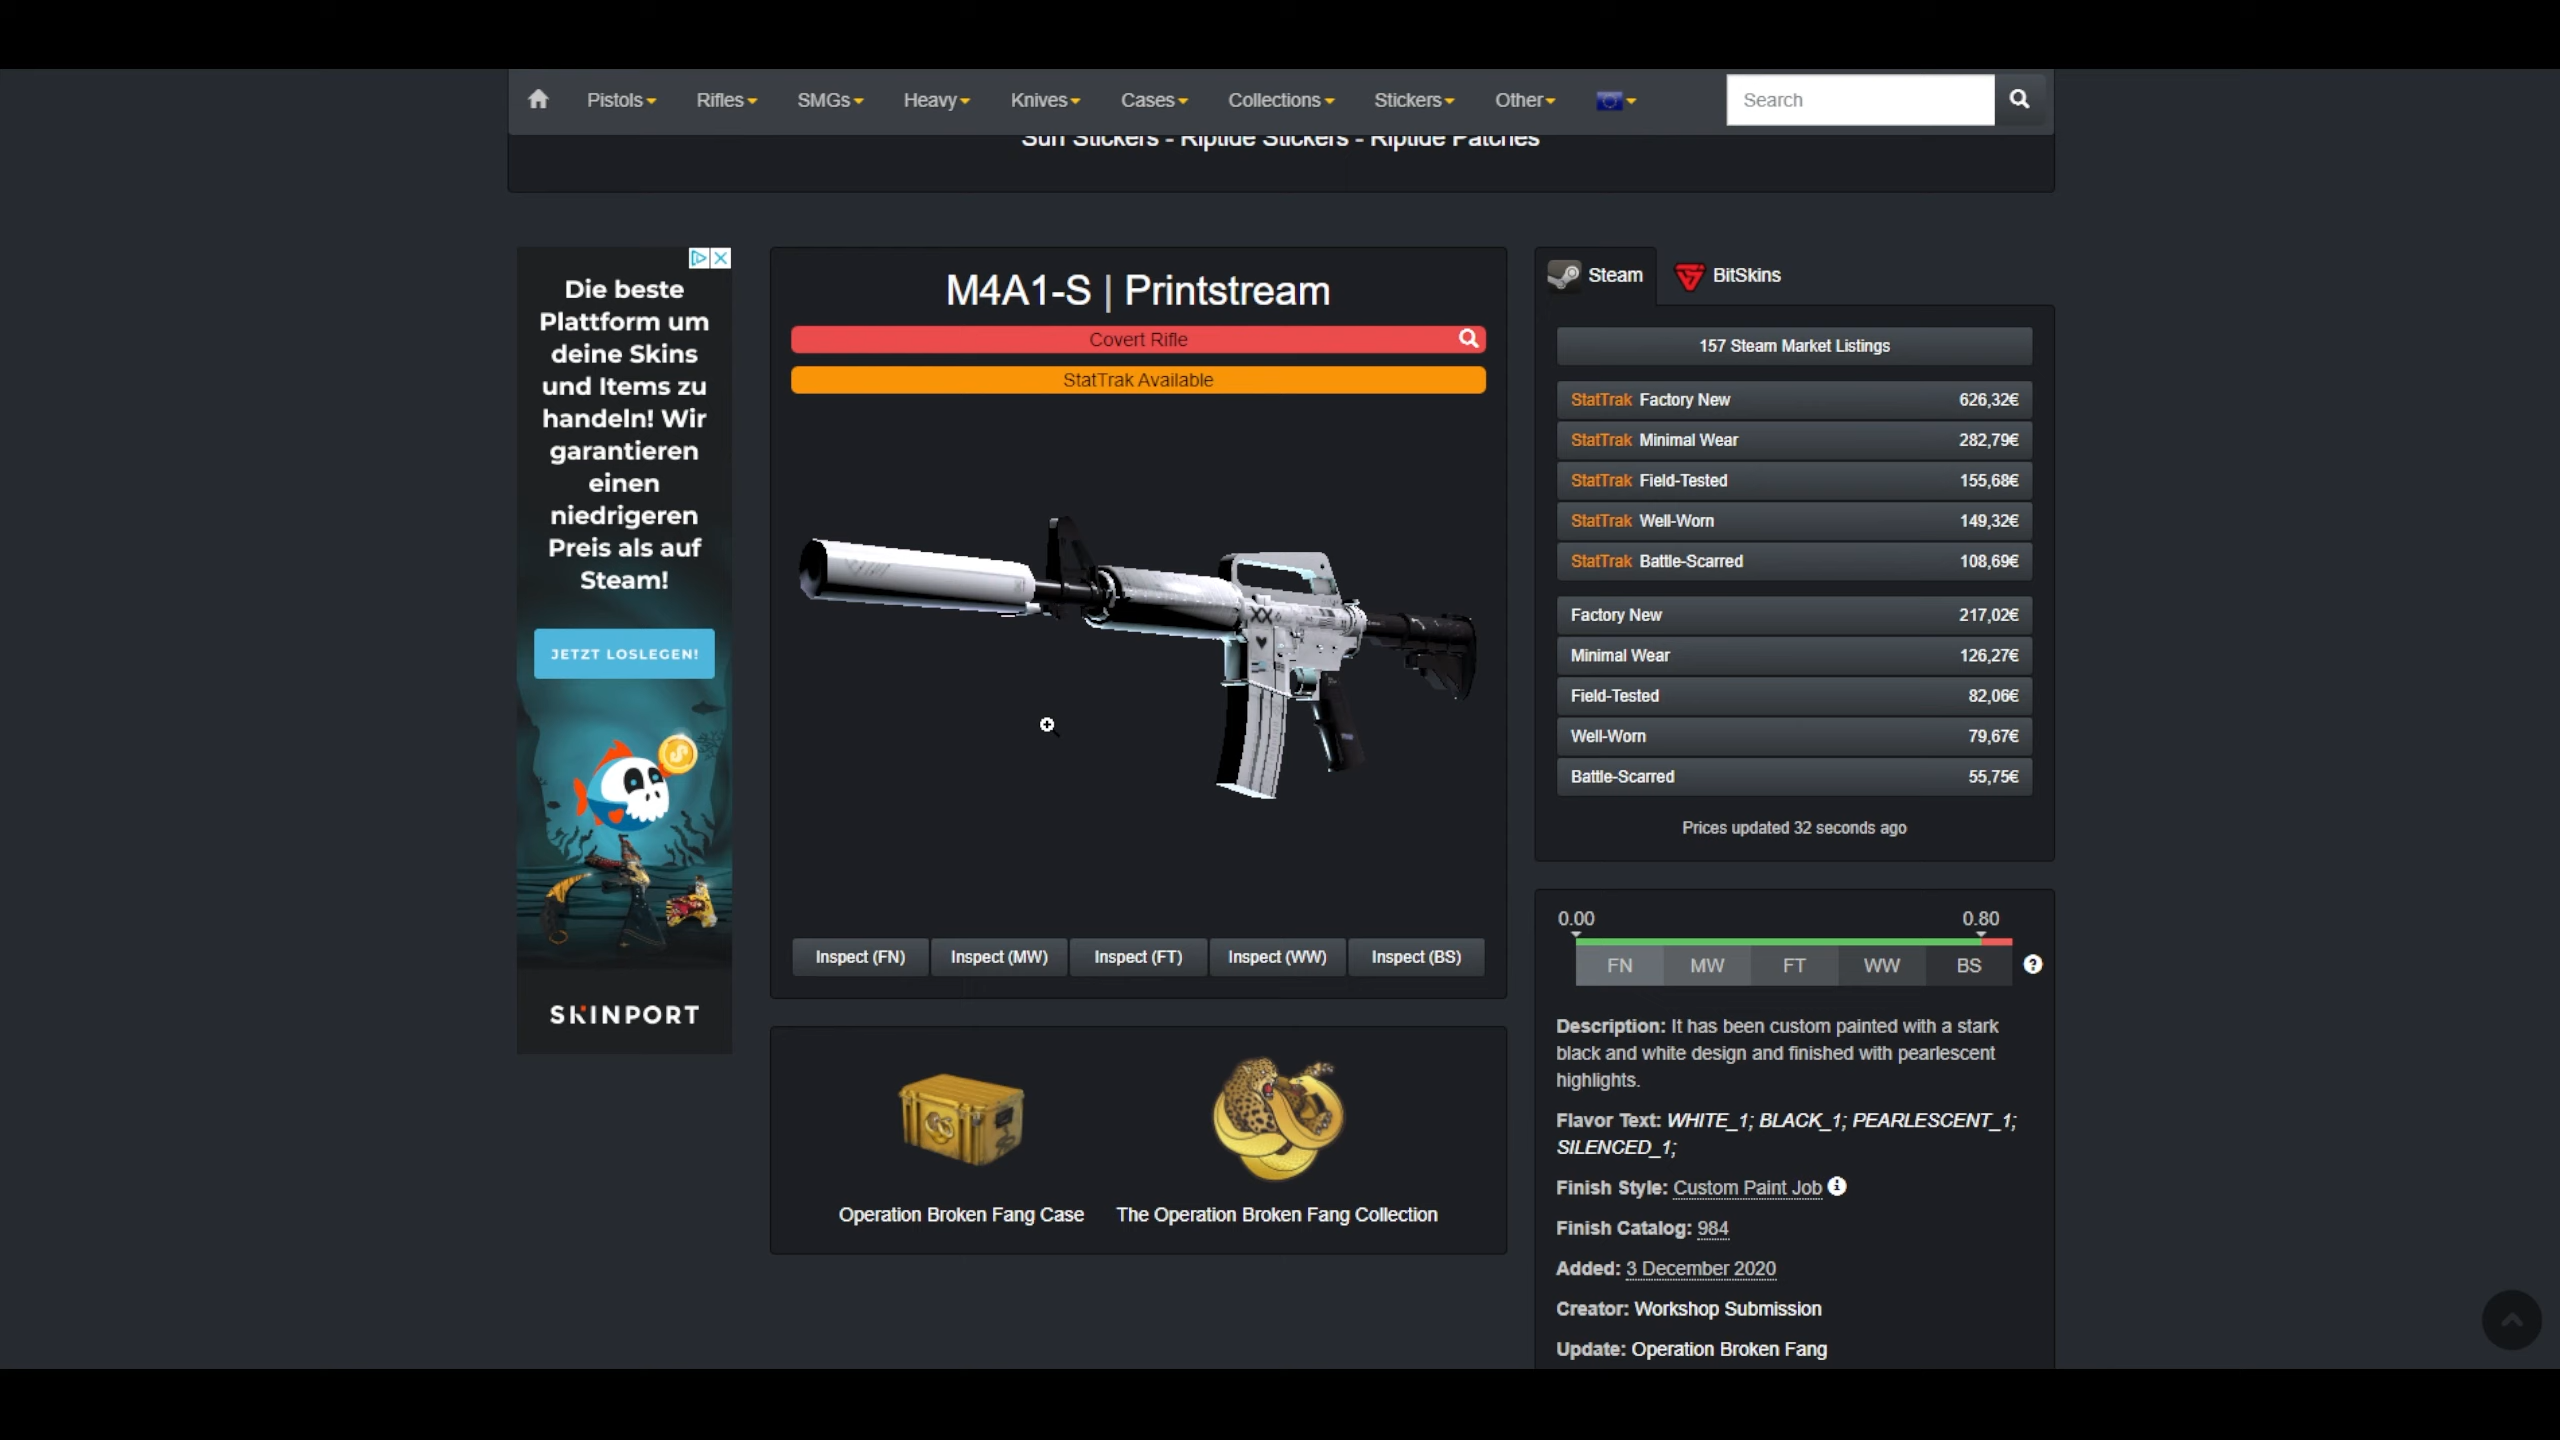 Pistols
Rifles
SMGs
Heavy
Knives
Cases
Collections
Stickers
Other
Search
Surf Stickers - Riptide Stickers - Riptide Patches
Die beste
Plattform um
deine Skins
und Items zu
handeln! Wir
garantieren
einen
niedrigeren
Preis als auf
Steam!
JETZT LOSLEGEN!
SKINPORT
M4A1-S | Printstream
Covert Rifle
StatTrak Available
Inspect (FN)
Inspect (MW)
Inspect (FT)
Inspect (WW)
Inspect (BS)
Operation Broken Fang Case
The Operation Broken Fang Collection
Steam
BitSkins
157 Steam Market Listings
StatTrak Factory New 626,32€
StatTrak Minimal Wear 282,79€
StatTrak Field-Tested 155,68€
StatTrak Well-Worn 149,32€
StatTrak Battle-Scarred 108,69€
Factory New 217,02€
Minimal Wear 126,27€
Field-Tested 82,06€
Well-Worn 79,67€
Battle-Scarred 55,75€
Prices updated 32 seconds ago
0.00 0.80
FN MW FT WW BS
Description: It has been custom painted with a stark
black and white design and finished with pearlescent
highlights.
Flavor Text: WHITE_1; BLACK_1; PEARLESCENT_1;
SILENCED_1;
Finish Style: Custom Paint Job
Finish Catalog: 984
Added: 3 December 2020
Creator: Workshop Submission
Update: Operation Broken Fang